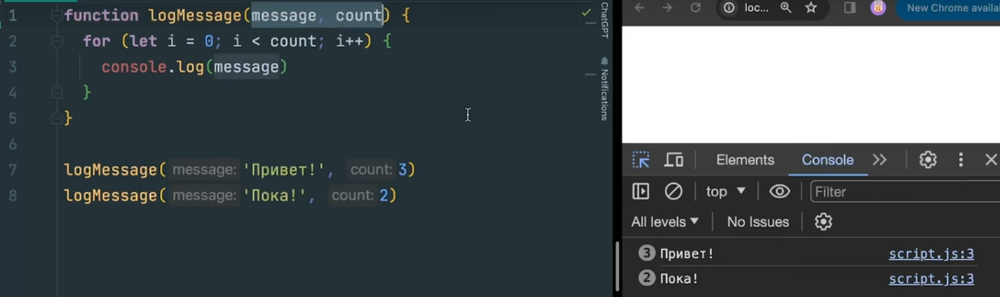 1 function logMessage(message, count) {
2 for (let i = 0; i < count; i++) {
3 console.log(message)
4 }
5 }
6
7 logMessage( message: 'Привет!', count: 3)
8 logMessage( message: 'Пока!', count: 2)
ChatGPT
Notifications
loc...
New Chrome availa
Elements Console
top Filter
All levels No Issues
3 Привет! script.js:3
2 Пока! script.js:3